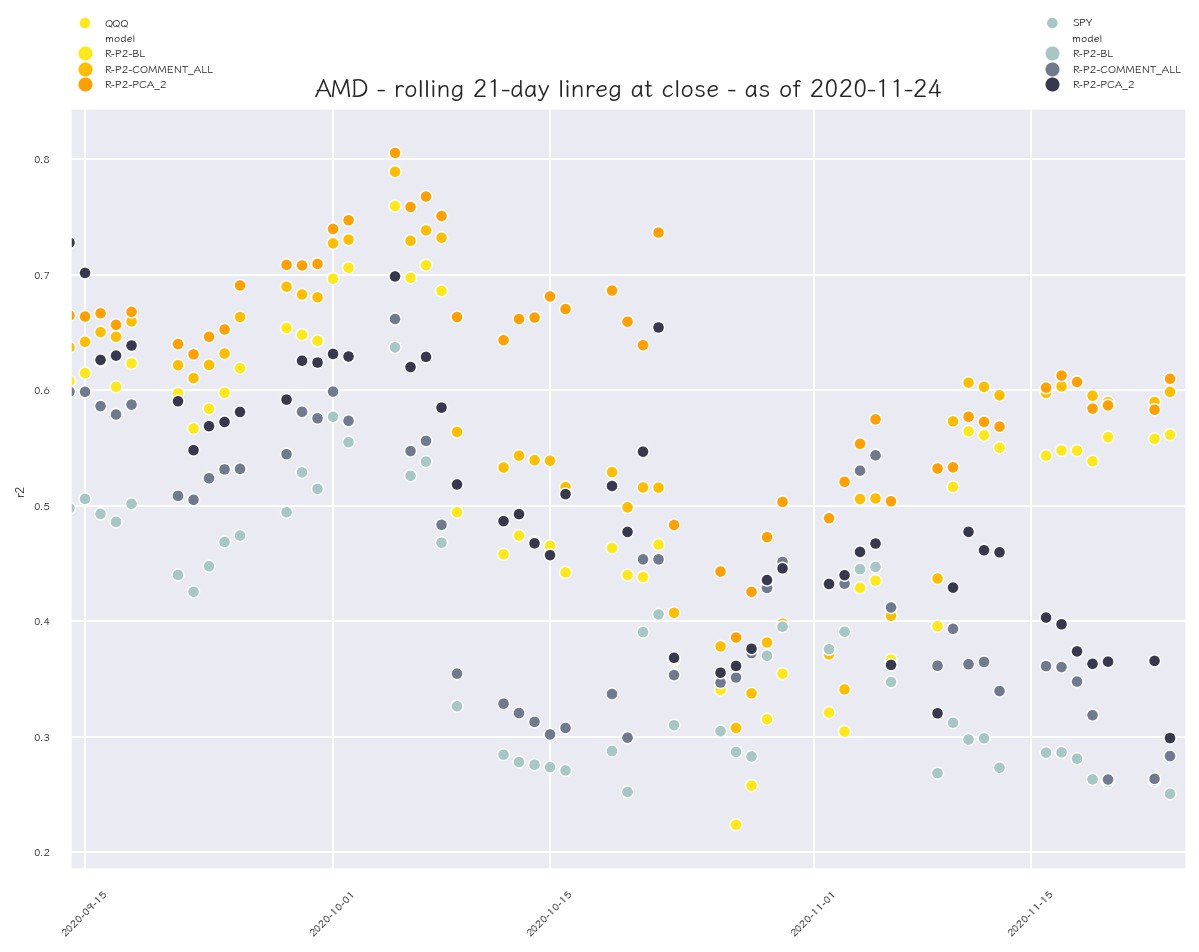 QQQ
model
R-P2-BL
R-P2-COMMENT_ALL
R-P2-PCA_2
SPY
model
R-P2-BL
R-P2-COMMENT_ALL
R-P2-PCA_2
AMD - rolling 21-day linreg at close - as of 2020-11-24
r2
0.8
0.7
0.6
0.5
0.4
0.3
0.2
2020-09-15
2020-10-01
2020-10-15
2020-11-01
2020-11-15